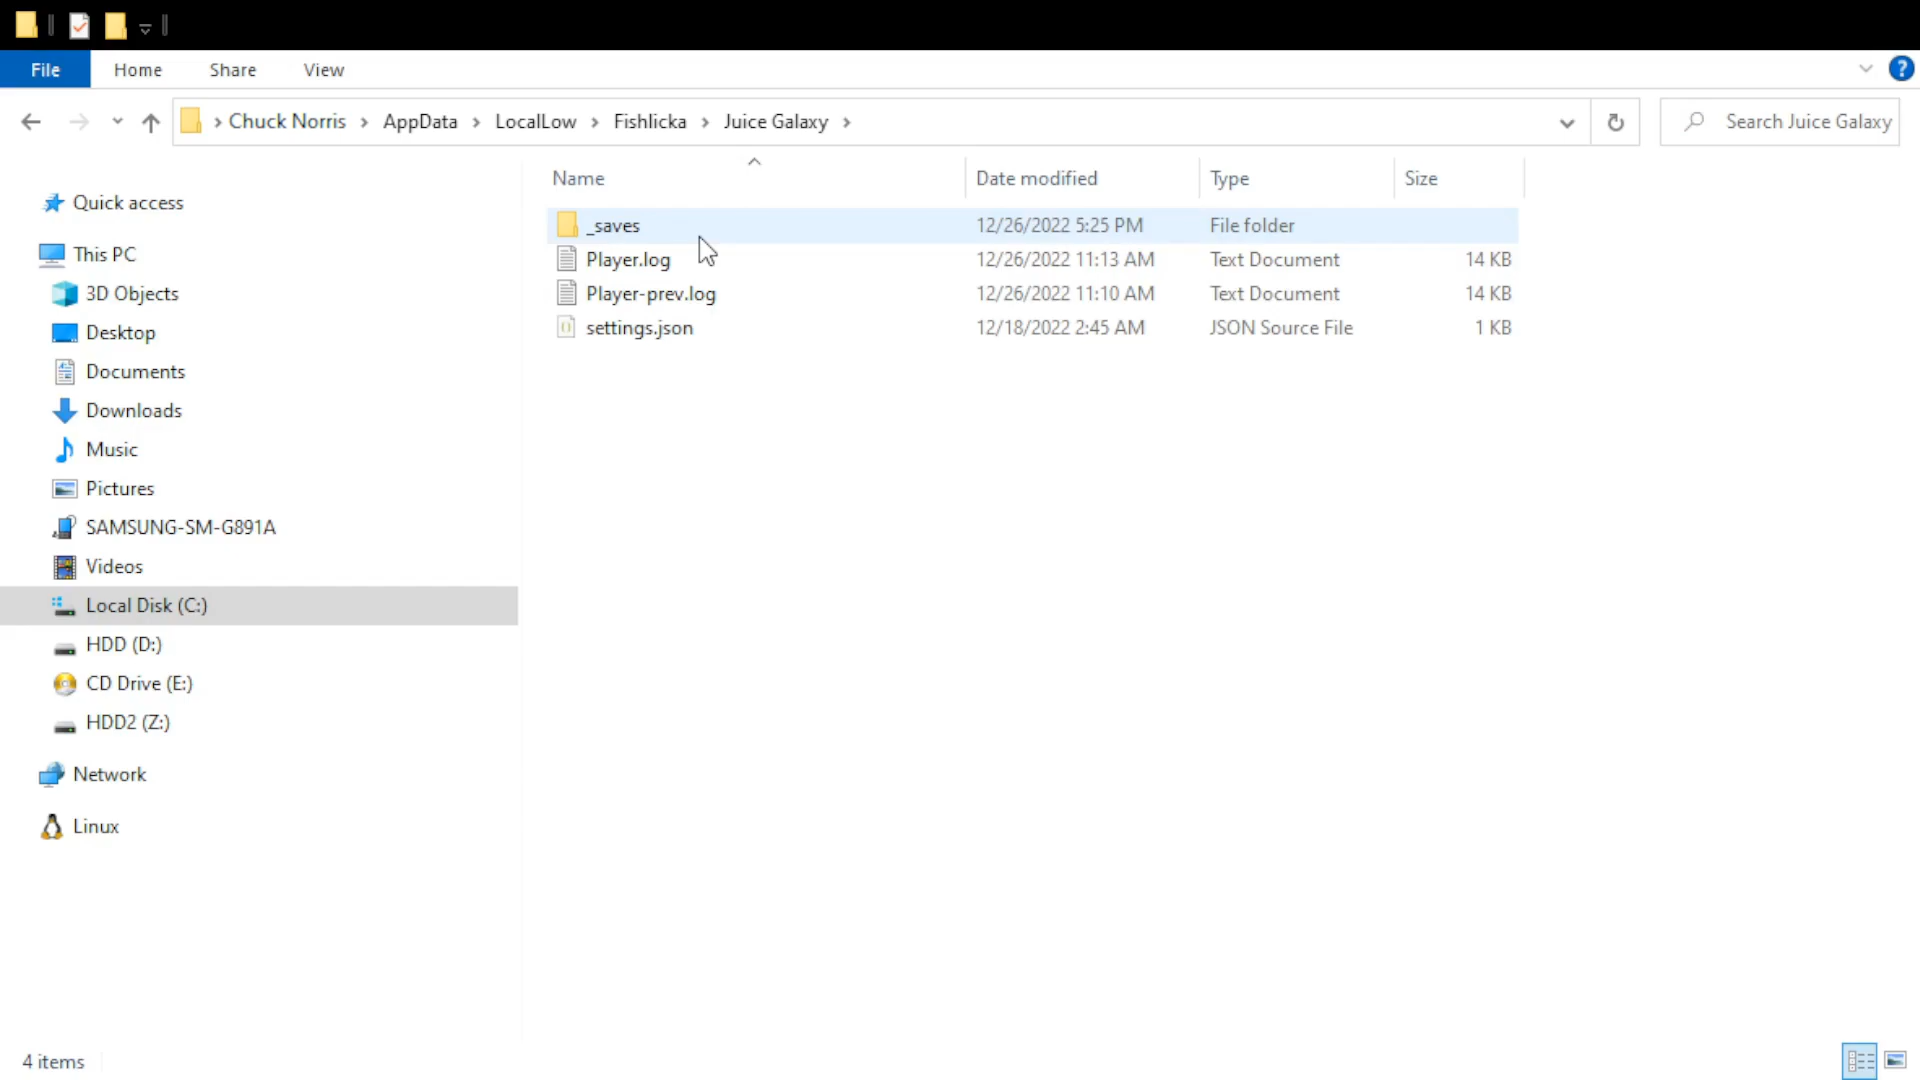 File Home Share View
Chuck Norris AppData LocalLow Fishlicka Juice Galaxy Search Juice Galaxy
Name Date modified Type Size
Quick access
This PC
3D Objects
Desktop
Documents
Downloads
Music
Pictures
SAMSUNG-SM-G891A
Videos
Local Disk (C:)
HDD (D:)
CD Drive (E:)
HDD2 (Z:)
Network
Linux
_saves 12/26/2022 5:25 PM File folder
Player.log 12/26/2022 11:13 AM Text Document 14 KB
Player-prev.log 12/26/2022 11:10 AM Text Document 14 KB
settings.json 12/18/2022 2:45 AM JSON Source File 1 KB
4 items